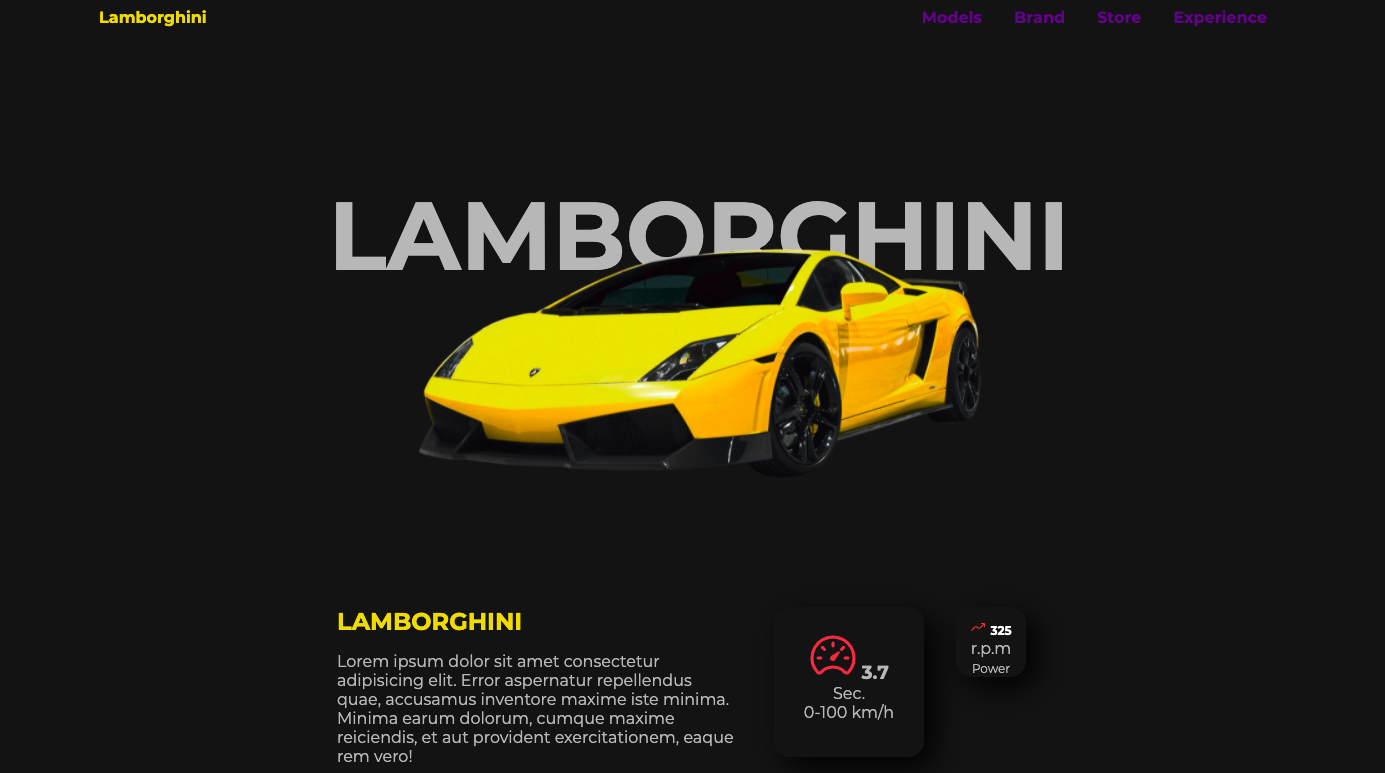 Lamborghini
Models Brand Store Experience
LAMBORGHINI
LAMBORGHINI
Lorem ipsum dolor sit amet consectetur
adipisicing elit. Error aspernatur repellendus
quae, accusamus inventore maxime iste minima.
Minima earum dolorum, cumque maxime
reiciendis, et aut provident exercitationem, eaque
rem vero!
3.7
Sec.
0-100 km/h
325
r.p.m
Power